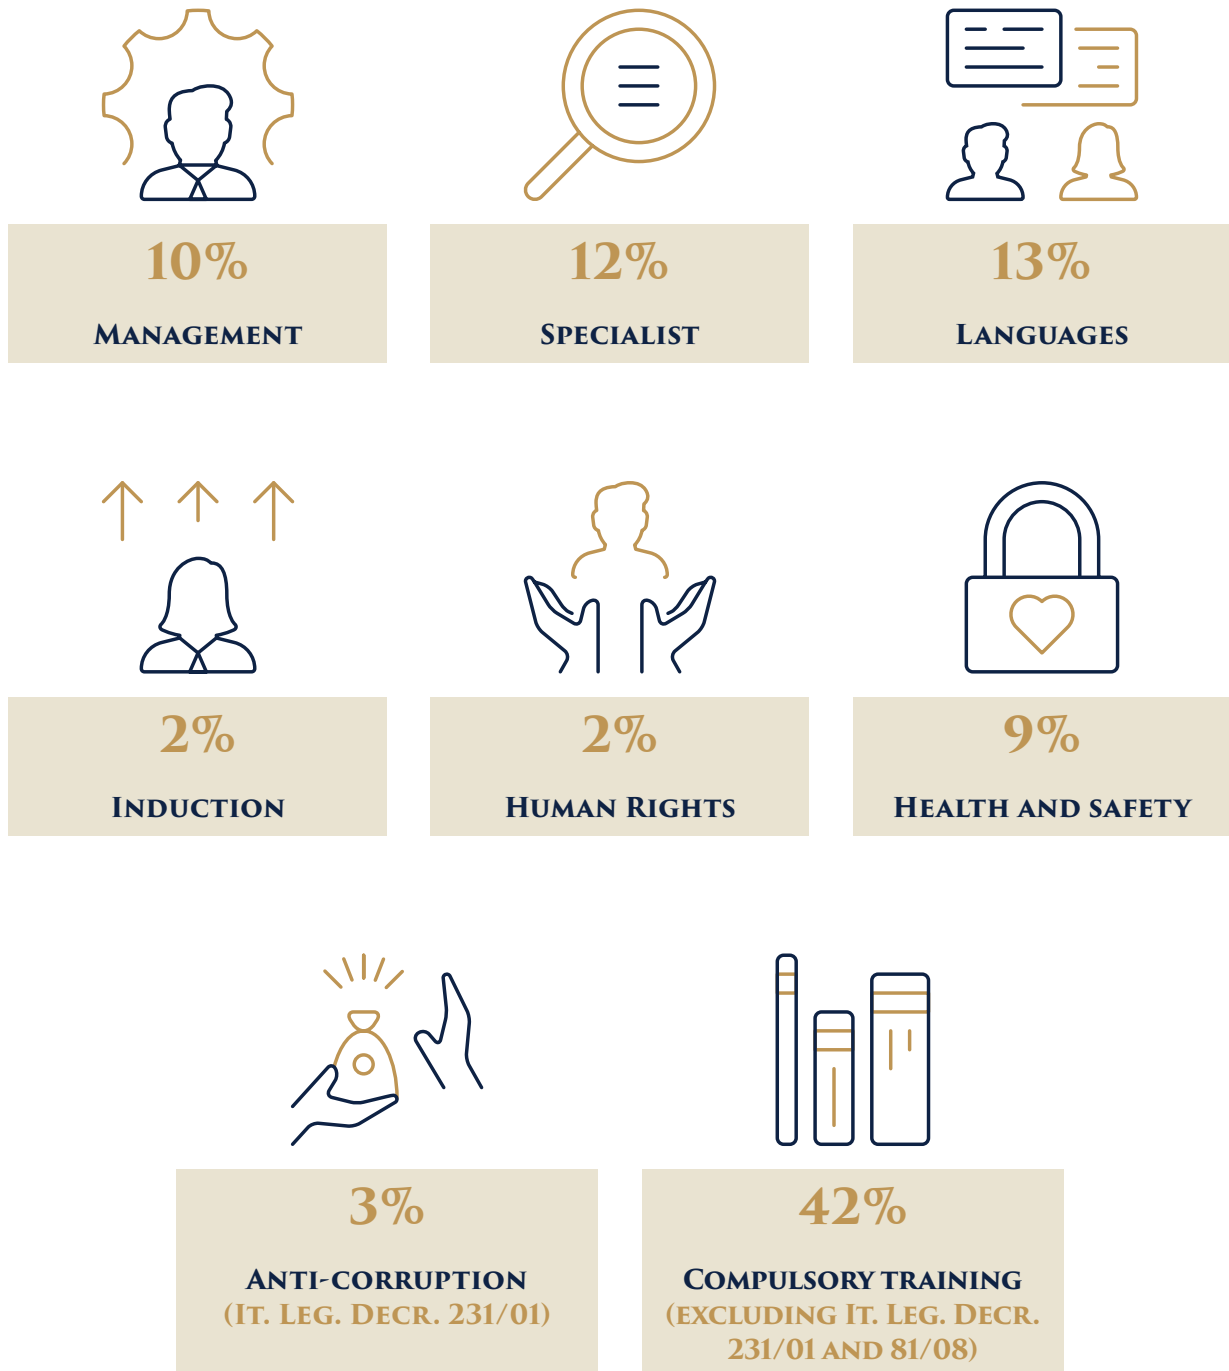 10%
Management
12%
Specialist
13%
Languages
2%
Induction
2%
Human Rights
9%
Health and safety
3%
Anti-corruption
(It. Leg. Decr. 231/01)
42%
Compulsory training
(excluding It. Leg. Decr.
231/01 and 81/08)